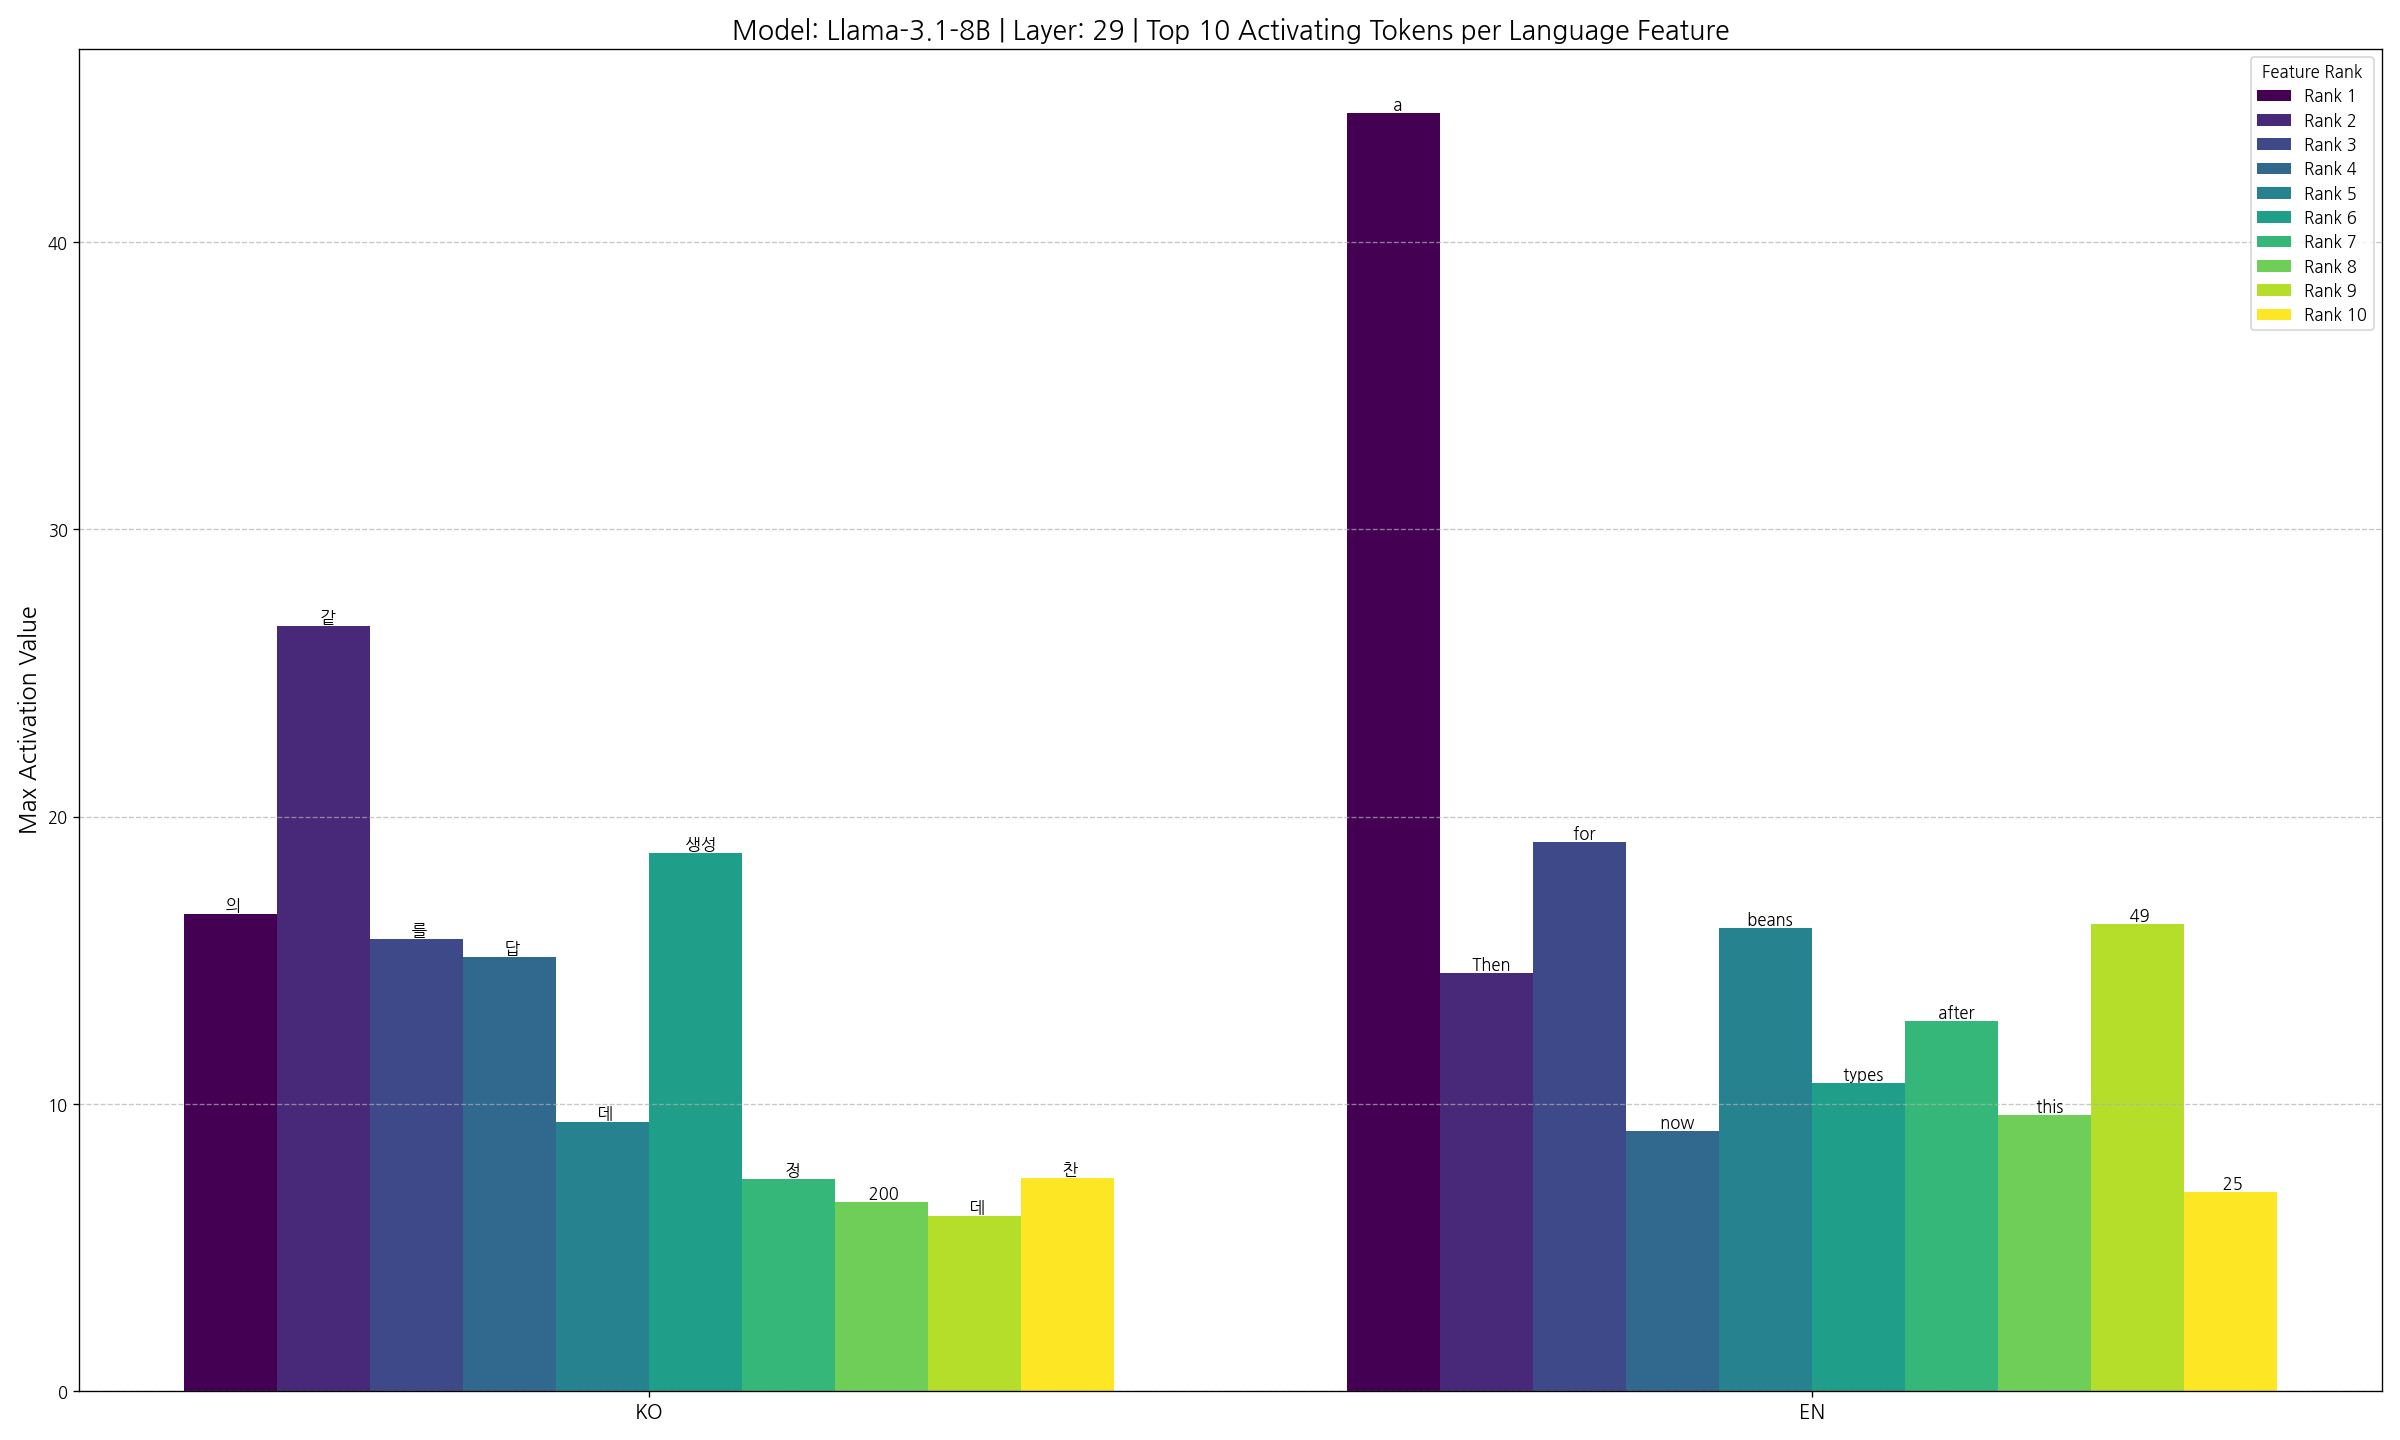 Model: Llama-3.1-8B | Layer: 29 | Top 10 Activating Tokens per Language Feature
Feature Rank
Rank 1
Rank 2
Rank 3
Rank 4
Rank 5
Rank 6
Rank 7
Rank 8
Rank 9
Rank 10
Max Activation Value
40
30
20
10
0
의
같
를
답
데
생성
정
200
데
찬
a
Then
for
now
beans
types
after
this
49
25
KO
EN